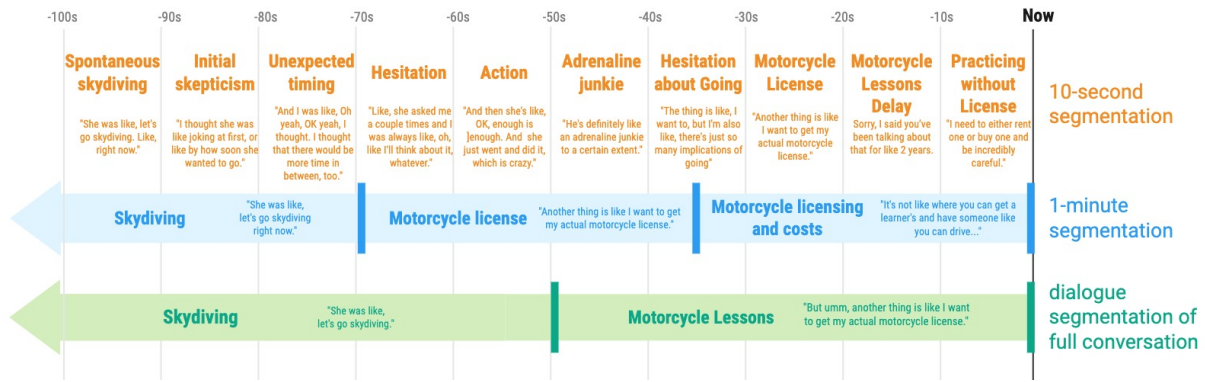 -100s -90s -80s -70s -60s -50s -40s -30s -20s -10s Now
Spontaneous
skydiving
"She was like, let's
go skydiving. Like,
right now."
Initial
skepticism
"I thought she was
like joking at first, or
like by how soon she
wanted to go."
Unexpected
timing
"And I was like, Oh
yeah, OK yeah, I
thought. I thought
that there would be
more time in
between, too."
Hesitation
"Like, she asked me
a couple times and I
was always like, oh,
like I'll think about it,
whatever."
Action
"And then she's like,
OK, enough is
]enough. And she
just went and did it,
which is crazy."
Adrenaline
junkie
"He's definitely like
an adrenaline junkie
to a certain extent."
Hesitation
about Going
"The thing is like, I
want to, but I'm also
like, there's just so
many implications of
going"
Motorcycle
License
"Another thing is like
I want to get my
actual motorcycle
license."
Motorcycle
Lessons
Delay
Sorry, I said you've
been talking about
that for like 2 years.
Practicing
without
License
"I need to either rent
one or buy one and
be incredibly
careful."
10-second
segmentation
Skydiving
"She was like,
let's go skydiving
right now."
Motorcycle license
"Another thing is like I want to get
my actual motorcycle license."
Motorcycle licensing
and costs
"It's not like where you can get a
learner's and have someone like
you can drive..."
1-minute
segmentation
Skydiving
"She was like,
let's go skydiving."
Motorcycle Lessons
"But umm, another thing is like I want
to get my actual motorcycle license."
dialogue
segmentation of
full conversation